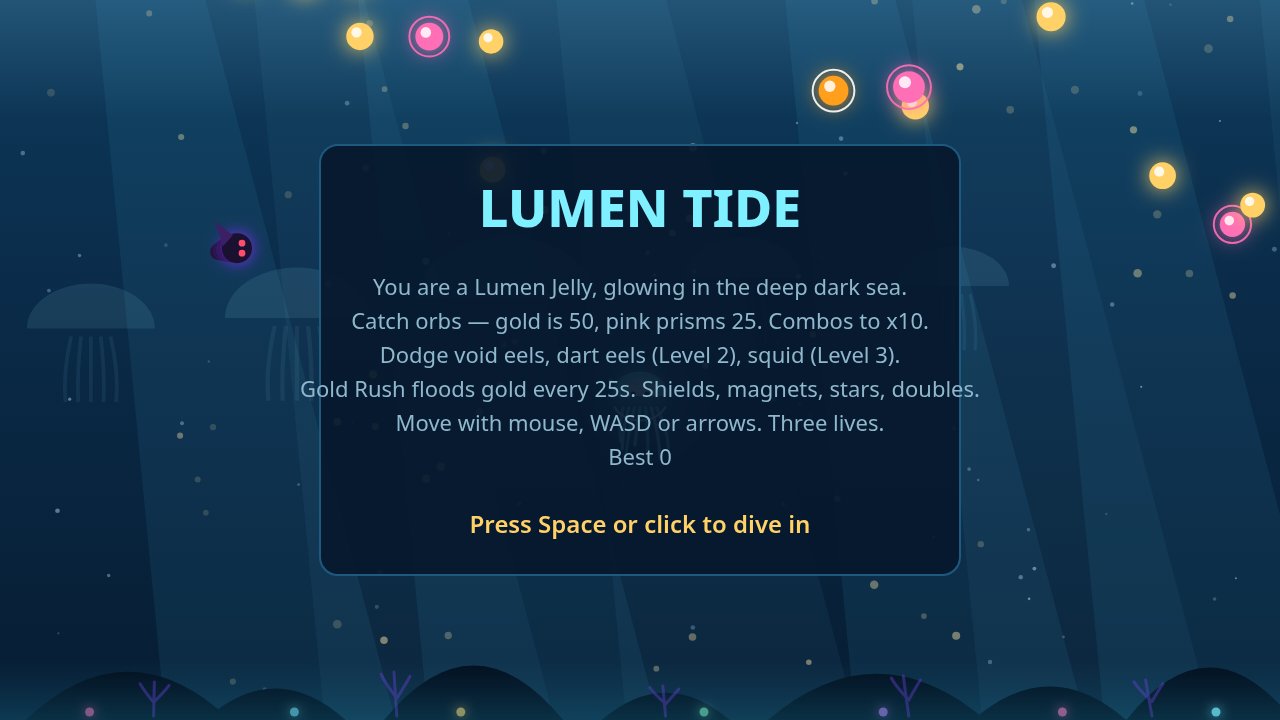 LUMEN TIDE
You are a Lumen Jelly, glowing in the deep dark sea.
Catch orbs — gold is 50, pink prisms 25. Combos to x10.
Dodge void eels, dart eels (Level 2), squid (Level 3).
Gold Rush floods gold every 25s. Shields, magnets, stars, doubles.
Move with mouse, WASD or arrows. Three lives.
Best 0
Press Space or click to dive in